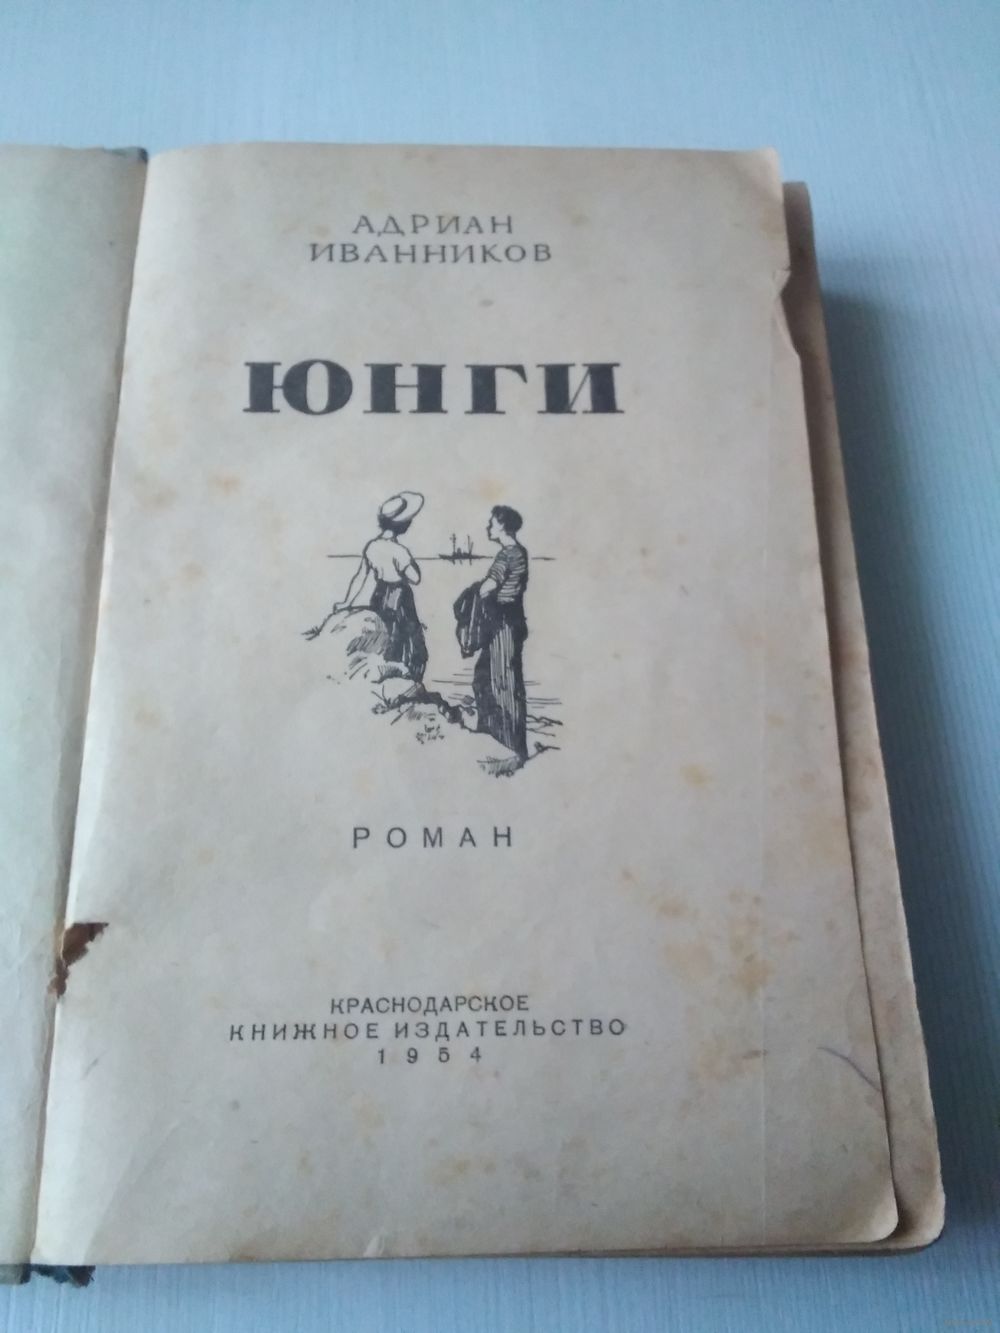 АДРИАН
ИВАННИКОВ
ЮНГИ
РОМАН
КРАСНОДАРСКОЕ
КНИЖНОЕ ИЗДАТЕЛЬСТВО
1954